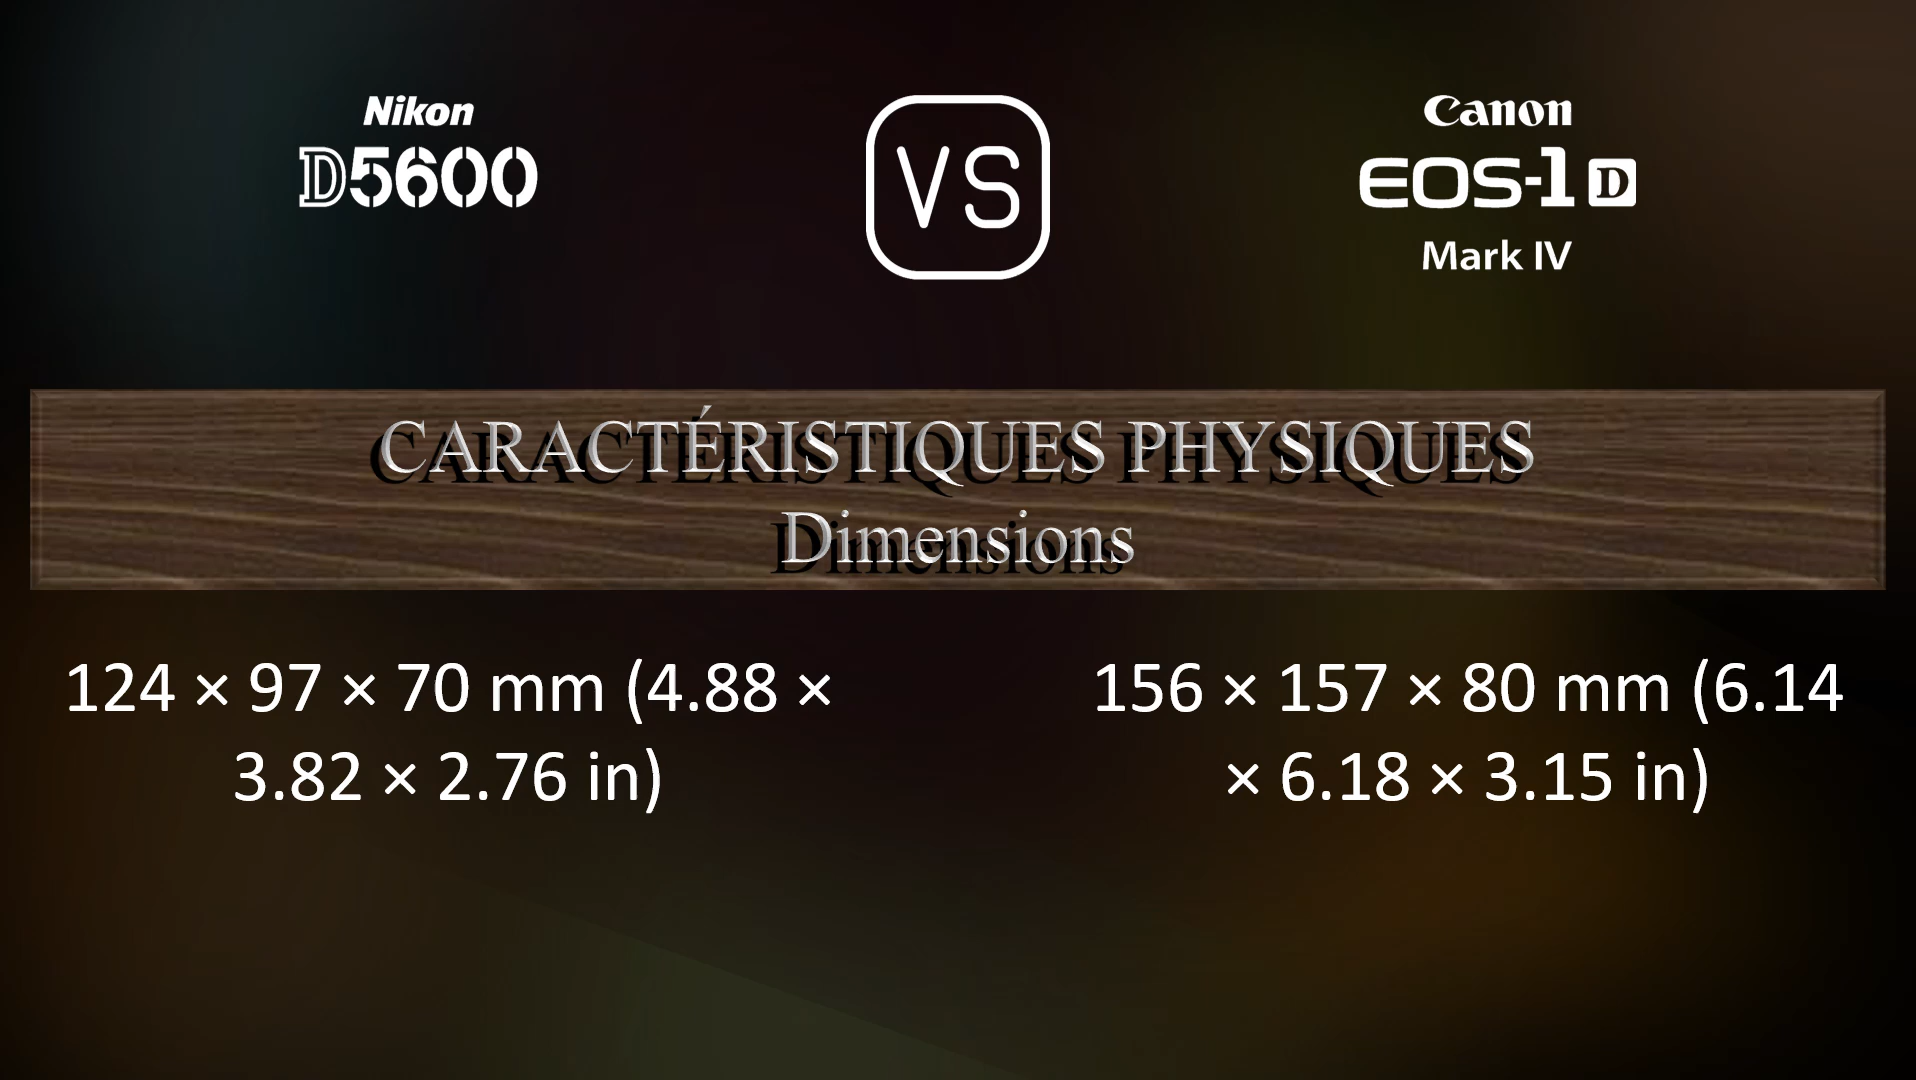 Nikon
D5600
VS
Canon
EOS-1 D
Mark IV
CARACTÉRISTIQUES PHYSIQUES
Dimensions
124 × 97 × 70 mm (4.88 ×
3.82 × 2.76 in)
156 × 157 × 80 mm (6.14
× 6.18 × 3.15 in)